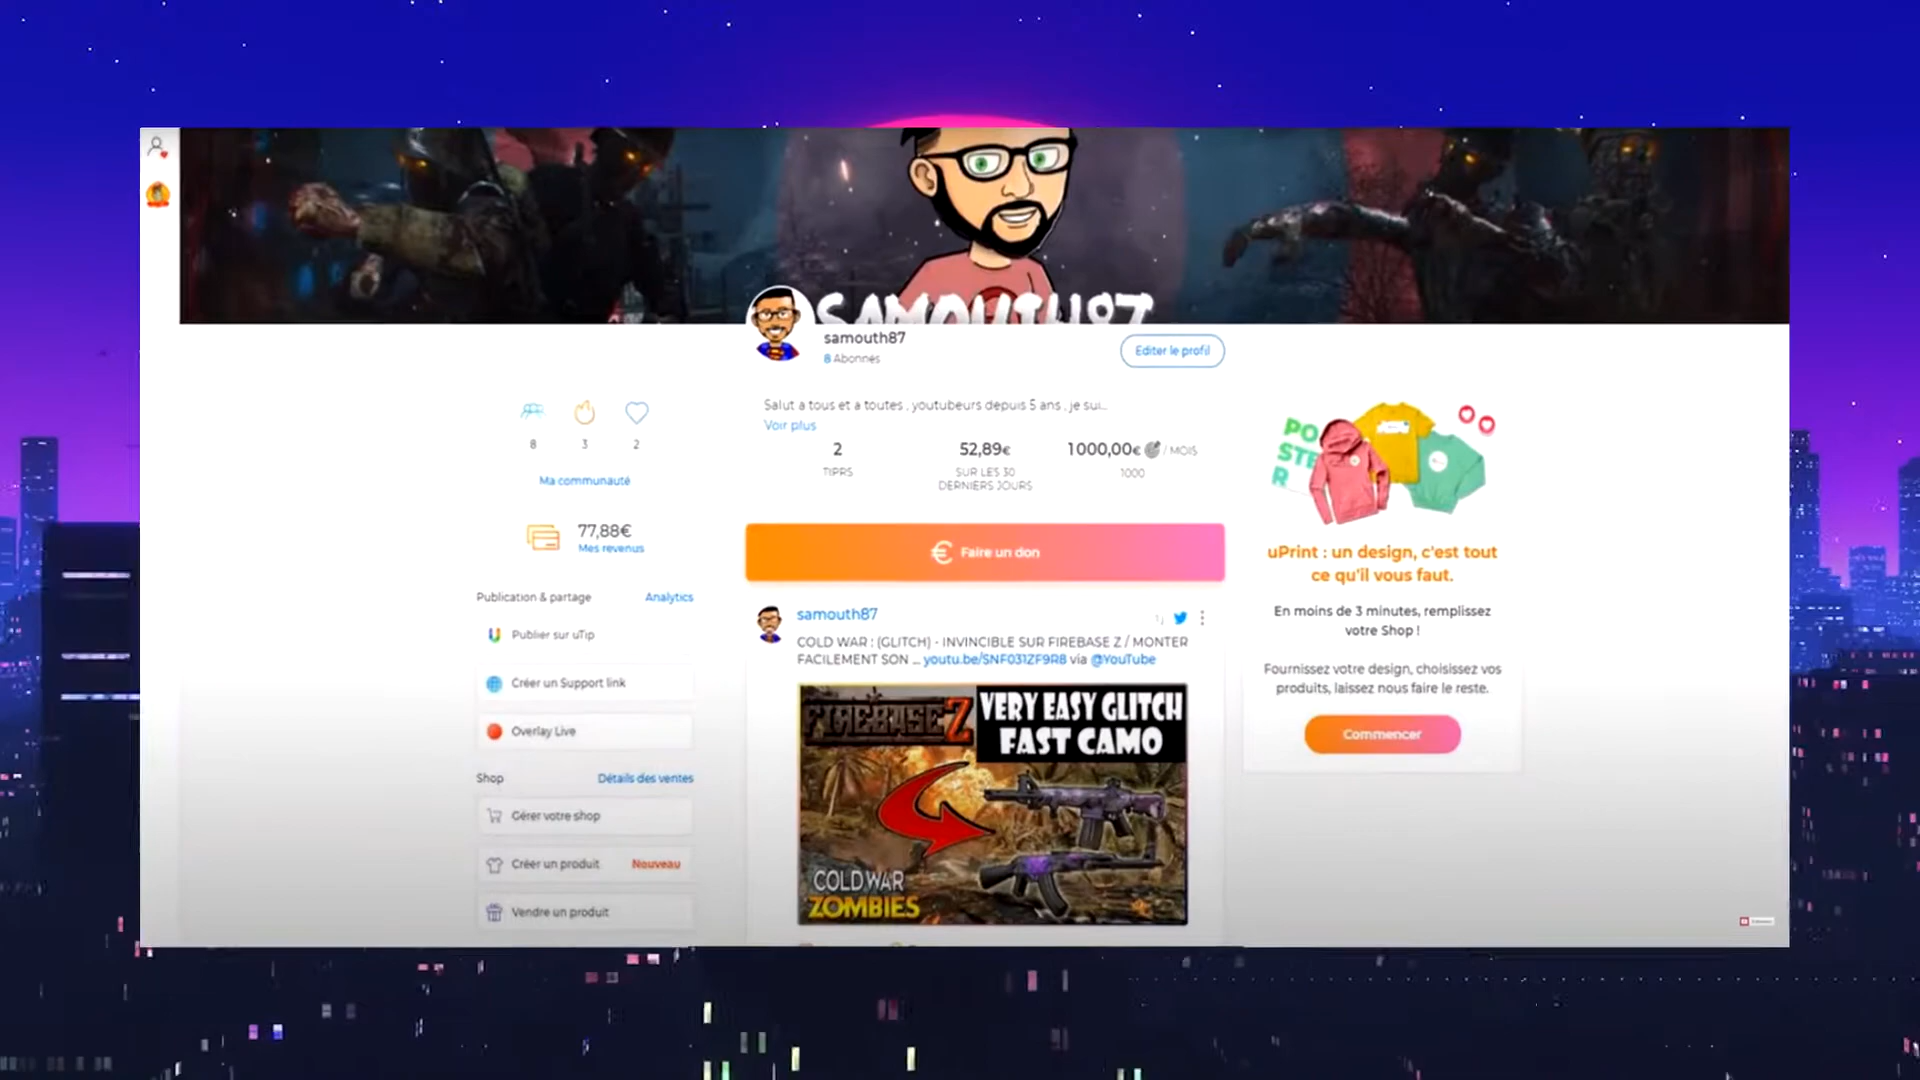 SAMOUTH87
samouth87
8 Abonnes
Editer le profil
Salut a tous et a toutes , youtubeurs depuis 5 ans , je sui...
Voir plus
2
TIPRS
52,89€
SUR LES 30
DERNIERS JOURS
1000,00€ / MOIS
1000
Faire un don
8
3
2
Ma communauté
77,88€
Mes revenus
Publication & partage
Analytics
Publier sur uTip
Créer un Support link
Overlay Live
Shop
Détails des ventes
Gérer votre shop
Créer un produit
Nouveau
Vendre un produit
samouth87
1j
COLD WAR : (GLITCH) - INVINCIBLE SUR FIREBASE Z / MONTER
FACILEMENT SON ... youtu.be/SNF031ZF9R8 via @YouTube
FIREBASE Z
VERY EASY GLITCH
FAST CAMO
COLD WAR
ZOMBIES
POSTER
uPrint : un design, c'est tout
ce qu'il vous faut.
En moins de 3 minutes, remplissez
votre Shop !
Fournissez votre design, choisissez vos
produits, laissez nous faire le reste.
Commencer